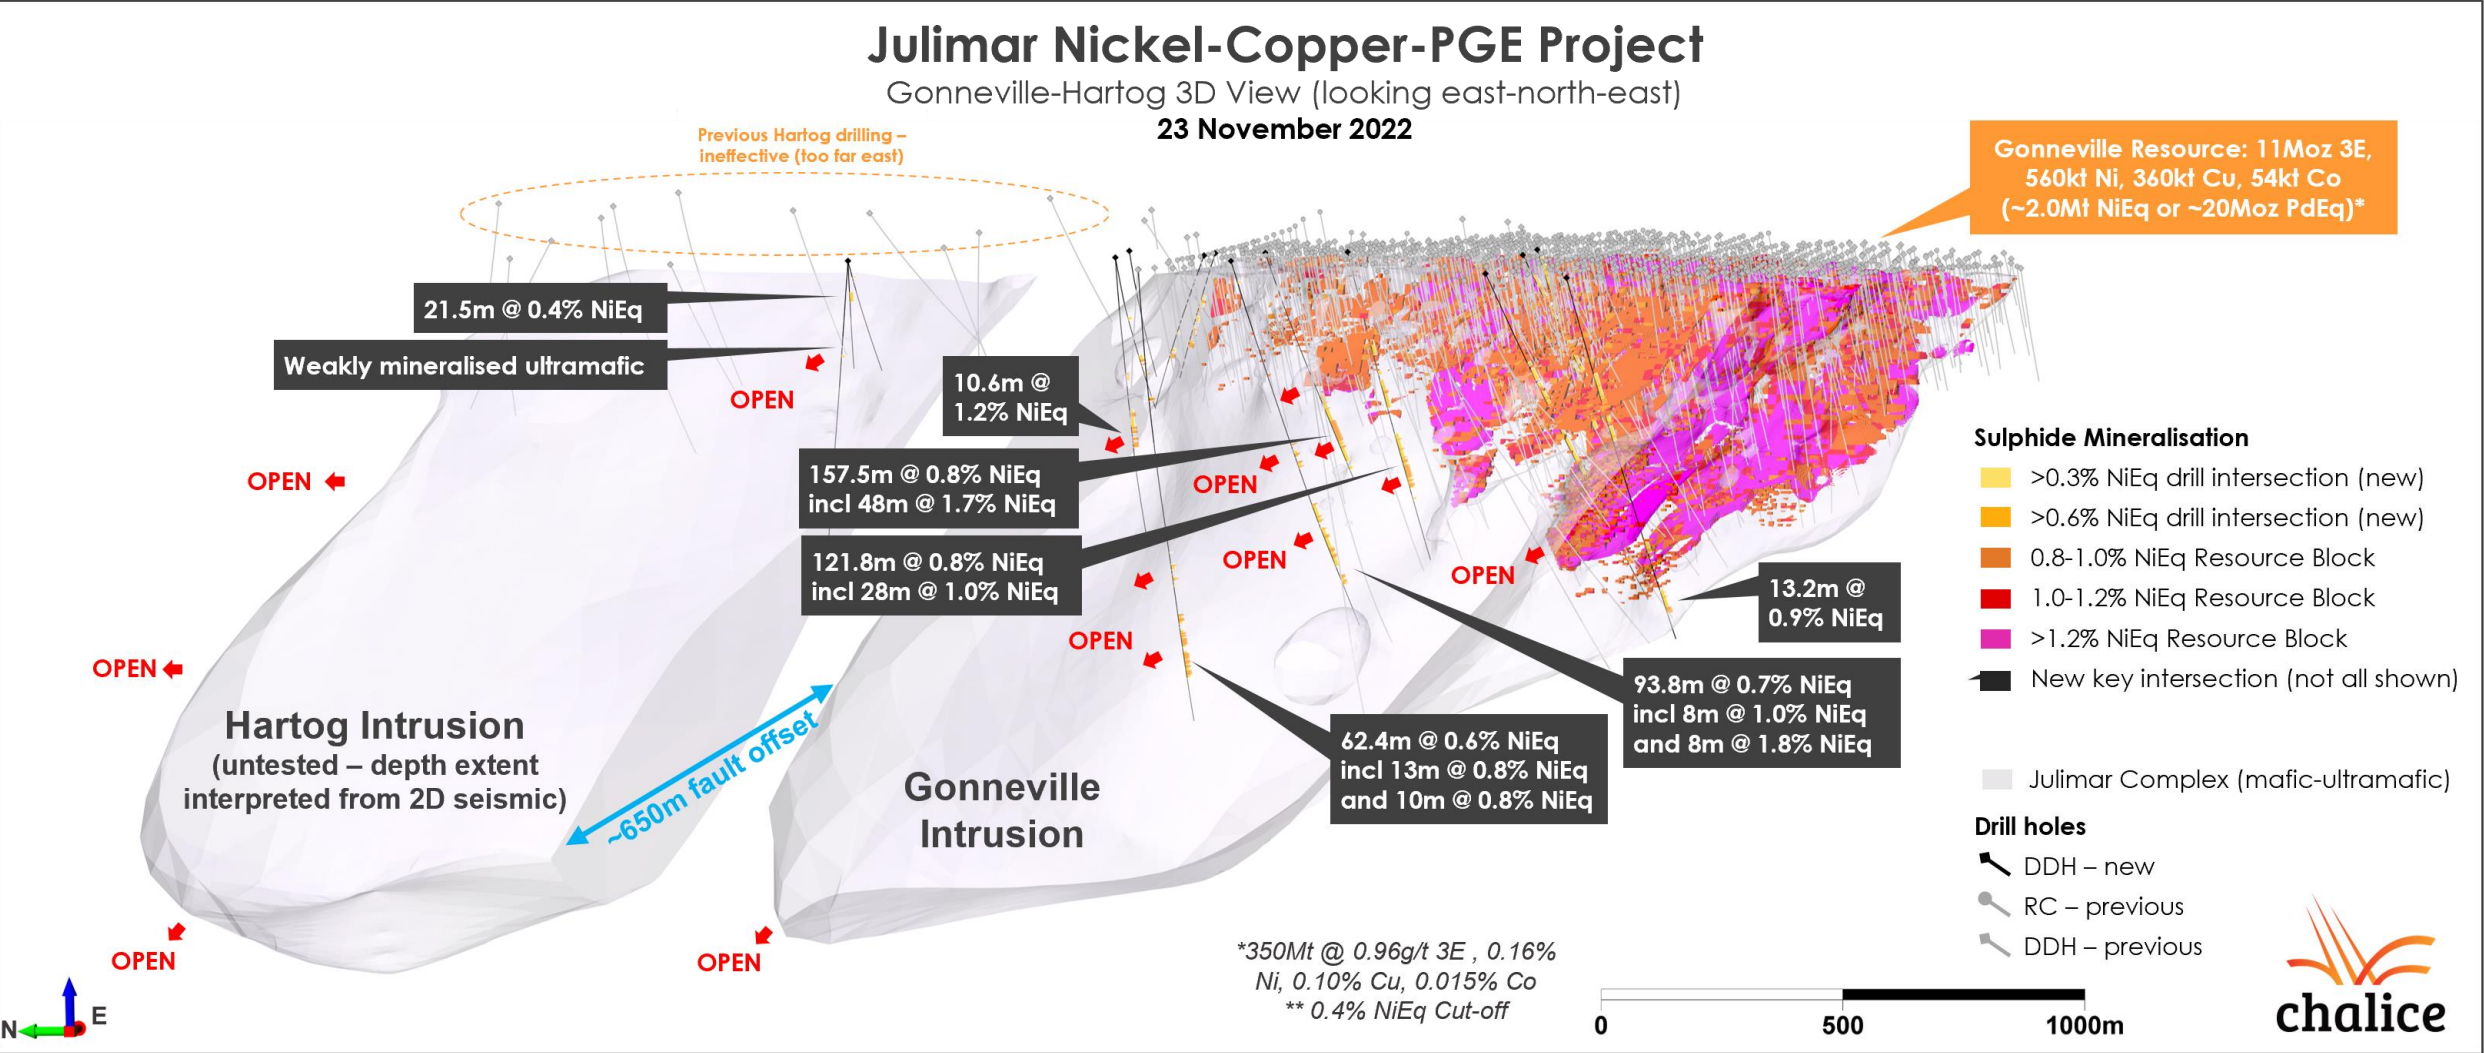 Julimar Nickel-Copper-PGE Project
Gonneville-Hartog 3D View (looking east-north-east)
23 November 2022
Previous Hartog drilling –
ineffective (too far east)
Gonneville Resource: 11Moz 3E,
560kt Ni, 360kt Cu, 54kt Co
(~2.0Mt NiEq or ~20Moz PdEq)*
21.5m @ 0.4% NiEq
Weakly mineralised ultramafic
OPEN
10.6m @
1.2% NiEq
OPEN
157.5m @ 0.8% NiEq
incl 48m @ 1.7% NiEq
OPEN
121.8m @ 0.8% NiEq
incl 28m @ 1.0% NiEq
OPEN
OPEN
13.2m @
0.9% NiEq
OPEN
OPEN
93.8m @ 0.7% NiEq
incl 8m @ 1.0% NiEq
and 8m @ 1.8% NiEq
62.4m @ 0.6% NiEq
incl 13m @ 0.8% NiEq
and 10m @ 0.8% NiEq
Hartog Intrusion
(untested – depth extent
interpreted from 2D seismic)
~650m fault offset
Gonneville
Intrusion
OPEN
OPEN
Sulphide Mineralisation
>0.3% NiEq drill intersection (new)
>0.6% NiEq drill intersection (new)
0.8-1.0% NiEq Resource Block
1.0-1.2% NiEq Resource Block
>1.2% NiEq Resource Block
New key intersection (not all shown)
Julimar Complex (mafic-ultramafic)
Drill holes
DDH – new
RC – previous
DDH – previous
*350Mt @ 0.96g/t 3E , 0.16%
Ni, 0.10% Cu, 0.015% Co
** 0.4% NiEq Cut-off
N
E
0 500 1000m
chalice